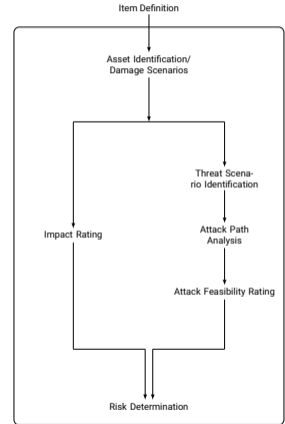 Item Definition
Asset Identification/
Damage Scenarios
Threat Scena-
rio Identification
Impact Rating
Attack Path
Analysis
Attack Feasibility Rating
Risk Determination